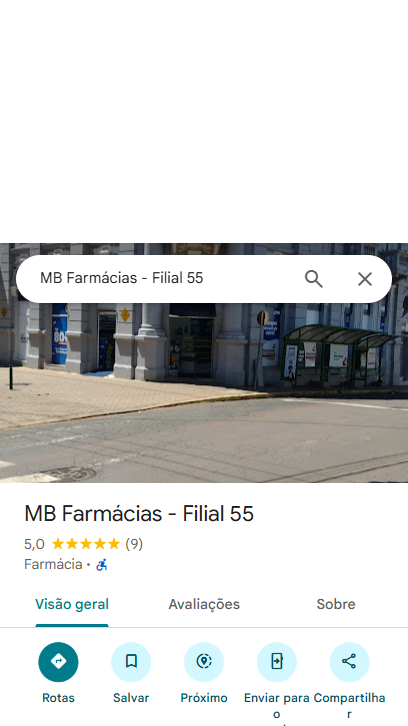 MB Farmácias - Filial 55
MB Farmácias - Filial 55
5,0 (9)
Farmácia ·
Visão geral Avaliações Sobre
Rotas Salvar Próximo Enviar para o Compartilhar